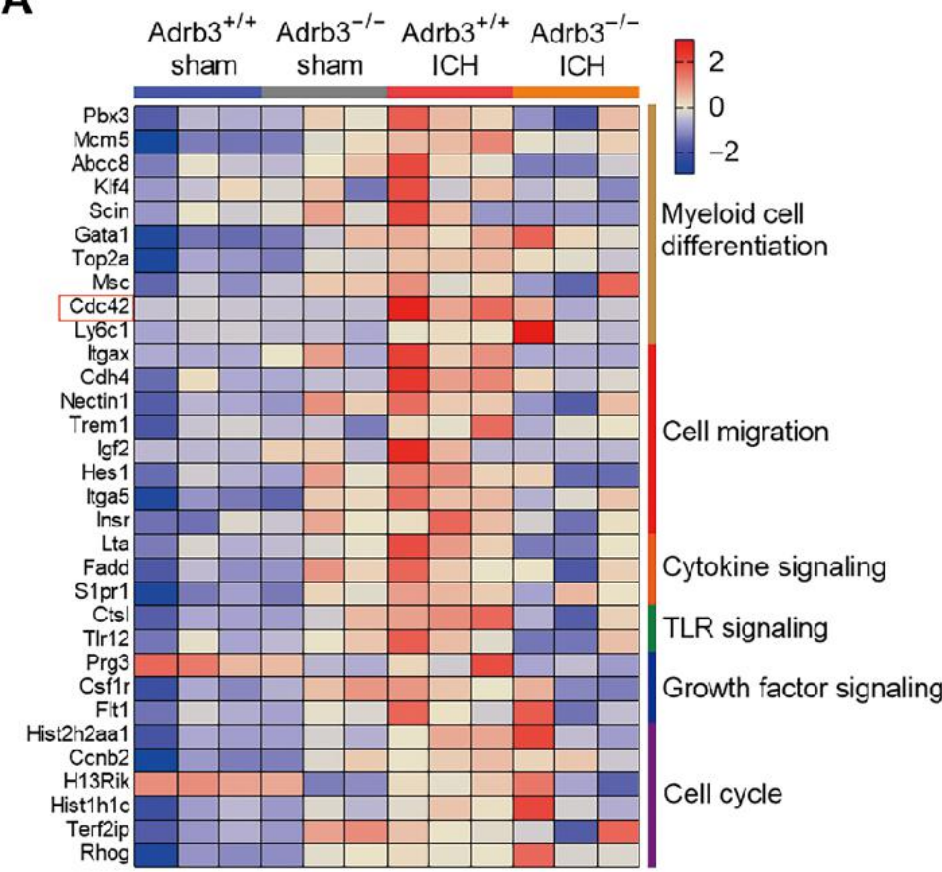 A
Adrb3+/+ sham
Adrb3−/− sham
Adrb3+/+ ICH
Adrb3−/− ICH
2
0
−2
Pbx3
Mcm5
Abcc8
Klf4
Scin
Gata1
Top2a
Msc
Cdc42
Ly6c1
Myeloid cell
differentiation
Itgax
Cdh4
Nectin1
Trem1
Igf2
Hes1
Itga5
Insr
Cell migration
Lta
Fadd
S1pr1
Cytokine signaling
Ctsl
Tlr12
TLR signaling
Prg3
Csf1r
Flt1
Growth factor signaling
Hist2h2aa1
Ccnb2
H13Rik
Hist1h1c
Terf2ip
Rhog
Cell cycle